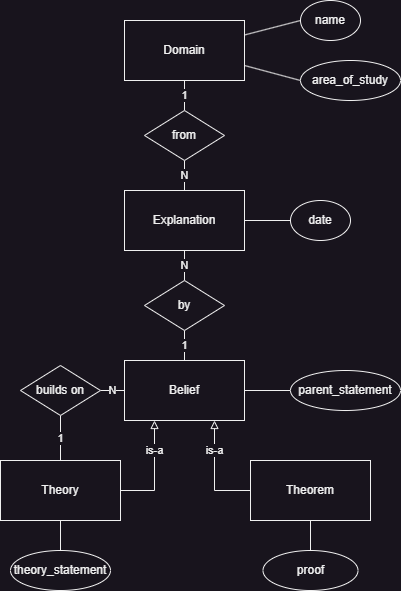 name
Domain
area_of_study
1
from
N
Explanation
date
N
by
1
builds on
N
Belief
parent_statement
1
is-a
is-a
Theory
Theorem
theory_statement
proof